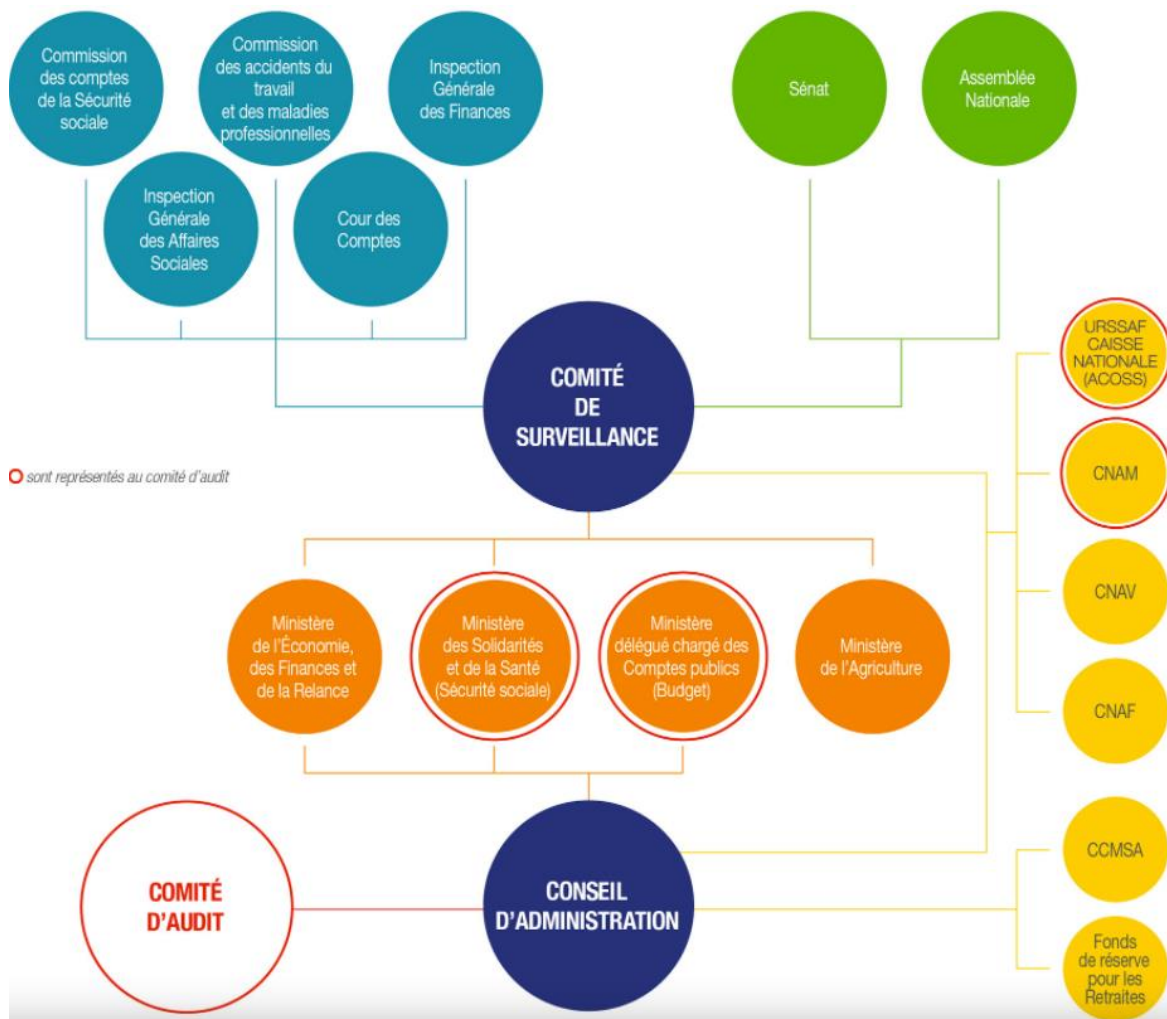 Commission
des comptes
de la Sécurité
sociale
Commission
des accidents du
travail
et des maladies
professionnelles
Inspection
Générale
des Finances
Inspection
Générale
des Affaires
Sociales
Cour des
Comptes
Sénat
Assemblée
Nationale
COMITÉ
DE
SURVEILLANCE
URSSAF
CAISSE
NATIONALE
(ACOSS)
CNAM
CNAV
CNAF
sont représentés au comité d'audit
Ministère
de l'Économie,
des Finances et
de la Relance
Ministère
des Solidarités
et de la Santé
(Sécurité sociale)
Ministère
délégué chargé des
Comptes publics
(Budget)
Ministère
de l'Agriculture
COMITÉ
D'AUDIT
CONSEIL
D'ADMINISTRATION
CCMSA
Fonds
de réserve
pour les
Retraites